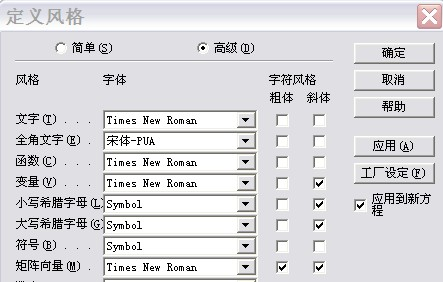 定义风格
简单(S) 高级(D) 确定
风格 字体 字符风格 取消
粗体 斜体 帮助
文字(T) . . . Times New Roman
全角文字(E) . 宋体-PUA
函数(C) . . . Times New Roman 应用(A)
变量(V) . . . Times New Roman 工厂设定(F)
小写希腊字母(L Symbol 应用到新方
大写希腊字母(G Symbol 程
符号(B) . . . Symbol
矩阵向量(M) . Times New Roman